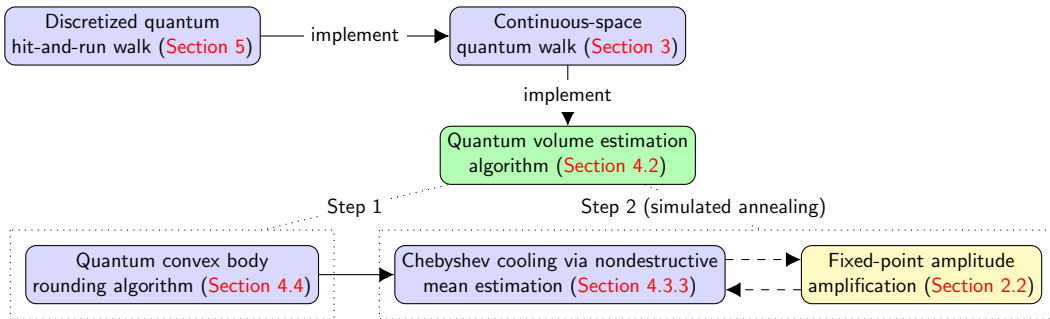 Discretized quantum
hit-and-run walk (Section 5)
implement
Continuous-space
quantum walk (Section 3)
implement
Quantum volume estimation
algorithm (Section 4.2)
Step 1
Step 2 (simulated annealing)
Quantum convex body
rounding algorithm (Section 4.4)
Chebyshev cooling via nondestructive
mean estimation (Section 4.3.3)
Fixed-point amplitude
amplification (Section 2.2)